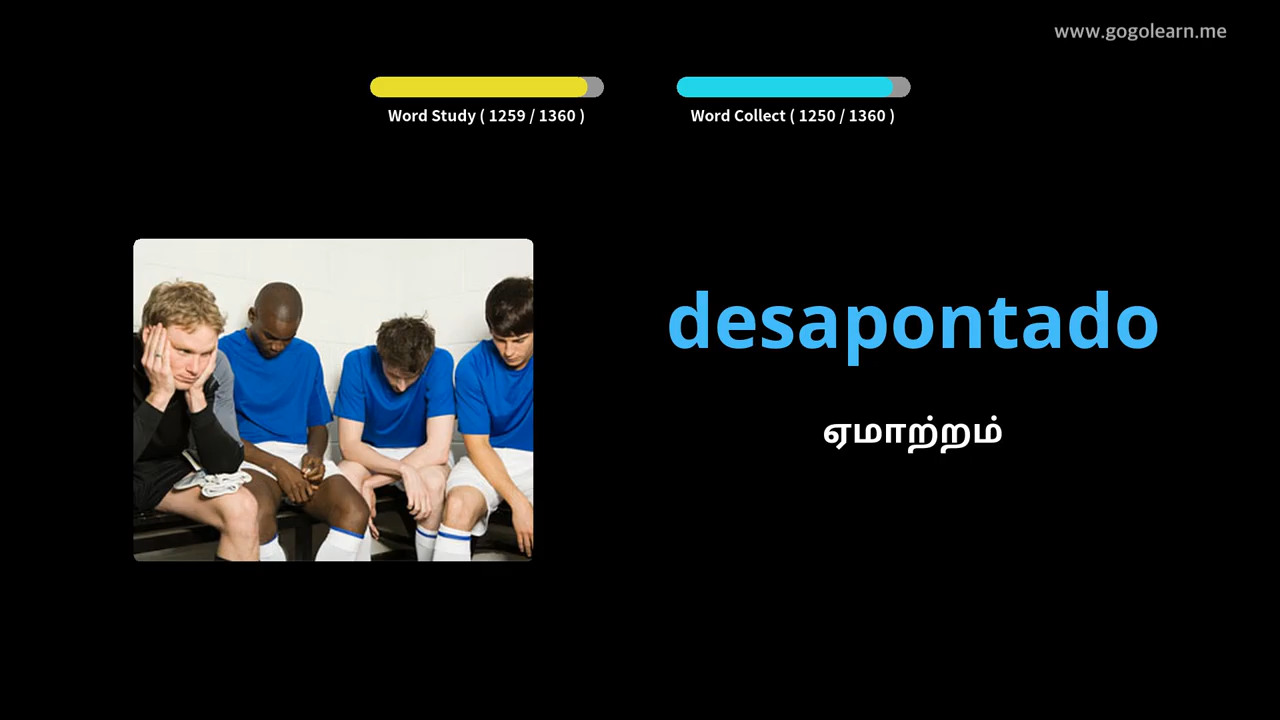 www.gogolearn.me
Word Study ( 1259 / 1360 )
Word Collect ( 1250 / 1360 )
desapontado
ஏமாற்றம்